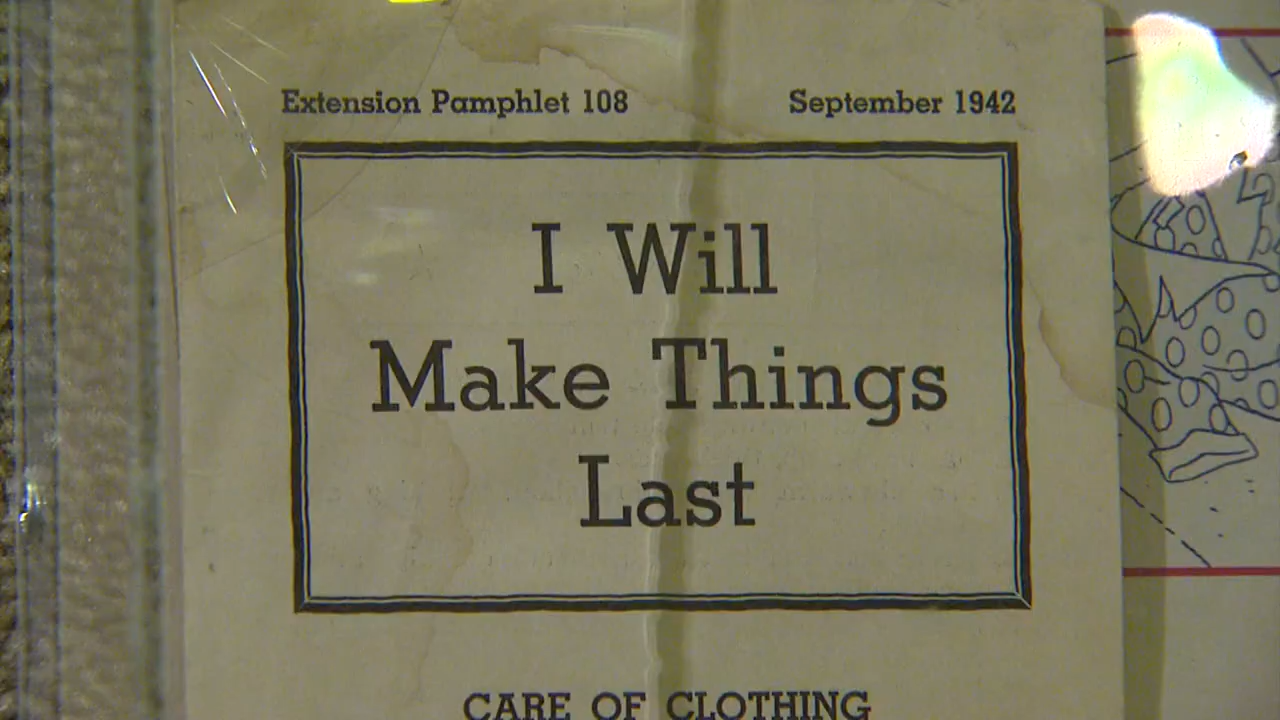 Extension Pamphlet 108 September 1942
I Will
Make Things
Last
CARE OF CLOTHING